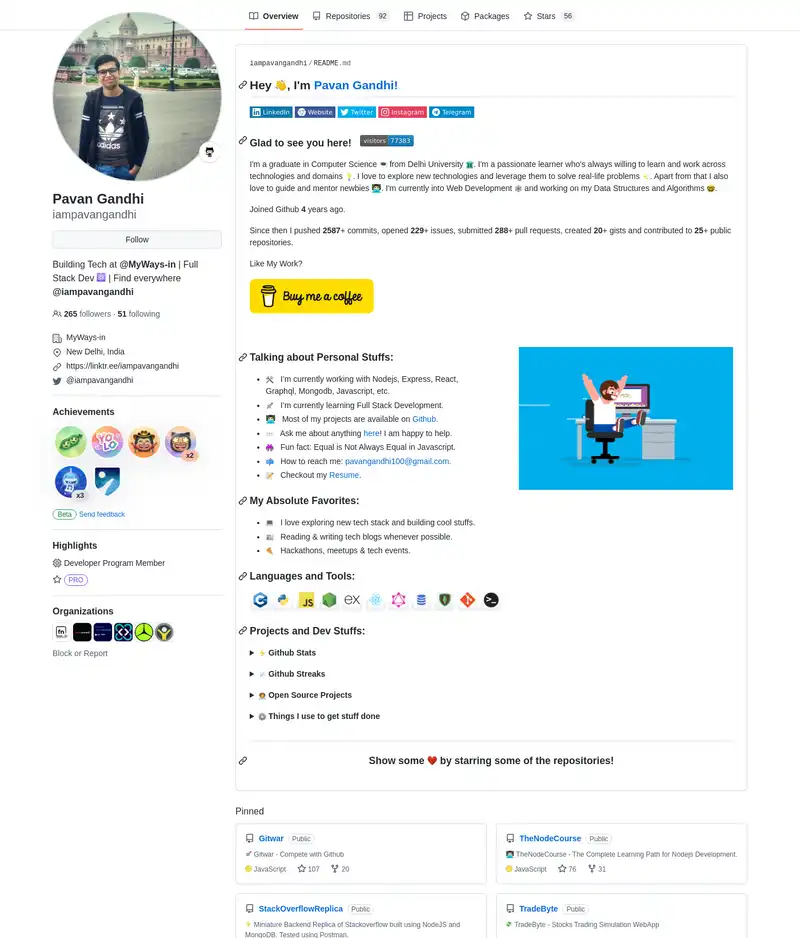 Overview
Repositories 92
Projects
Packages
Stars 56
adidas
Pavan Gandhi
iampavangandhi
Follow
Building Tech at @MyWays-in | Full
Stack Dev ⚛️ | Find everywhere
@iampavangandhi
265 followers · 51 following
MyWays-in
New Delhi, India
https://linktr.ee/iampavangandhi
@iampavangandhi
Achievements
YOLO
x2
x3
Beta Send feedback
Highlights
Developer Program Member
PRO
Organizations
Block or Report
iampavangandhi/README.md
Hey 👋, I'm Pavan Gandhi!
LinkedIn Website Twitter Instagram Telegram
Glad to see you here! visitors 77383
I'm a graduate in Computer Science 🎓 from Delhi University 🏫. I'm a passionate learner who's always willing to learn and work across
technologies and domains 💡. I love to explore new technologies and leverage them to solve real-life problems ✨. Apart from that I also
love to guide and mentor newbies 👨‍💻. I'm currently into Web Development 🕸️ and working on my Data Structures and Algorithms 🤓.
Joined Github 4 years ago.
Since then I pushed 2587+ commits, opened 229+ issues, submitted 288+ pull requests, created 20+ gists and contributed to 25+ public
repositories.
Like My Work?
Buy me a coffee
Talking about Personal Stuffs:
🛠️ I'm currently working with Nodejs, Express, React,
Graphql, Mongodb, Javascript, etc.
🚀 I'm currently learning Full Stack Development.
👨‍💻 Most of my projects are available on Github.
💬 Ask me about anything here! I am happy to help.
👾 Fun fact: Equal is Not Always Equal in Javascript.
📫 How to reach me: pavangandhi100@gmail.com.
📝 Checkout my Resume.
My Absolute Favorites:
💻 I love exploring new tech stack and building cool stuffs.
📰 Reading & writing tech blogs whenever possible.
🍕 Hackathons, meetups & tech events.
Languages and Tools:
JS
ex
Projects and Dev Stuffs:
⚡ Github Stats
☄️ Github Streaks
🧑‍🚀 Open Source Projects
⚙️ Things I use to get stuff done
Show some ❤️ by starring some of the repositories!
Pinned
Gitwar Public
Gitwar - Compete with Github
JavaScript 107 20
TheNodeCourse Public
👨‍💻 TheNodeCourse - The Complete Learning Path for Nodejs Development.
JavaScript 76 31
StackOverflowReplica Public
⚡ Miniature Backend Replica of Stackoverflow built using NodeJS and
MongoDB. Tested using Postman.
TradeByte Public
💸 TradeByte - Stocks Trading Simulation WebApp